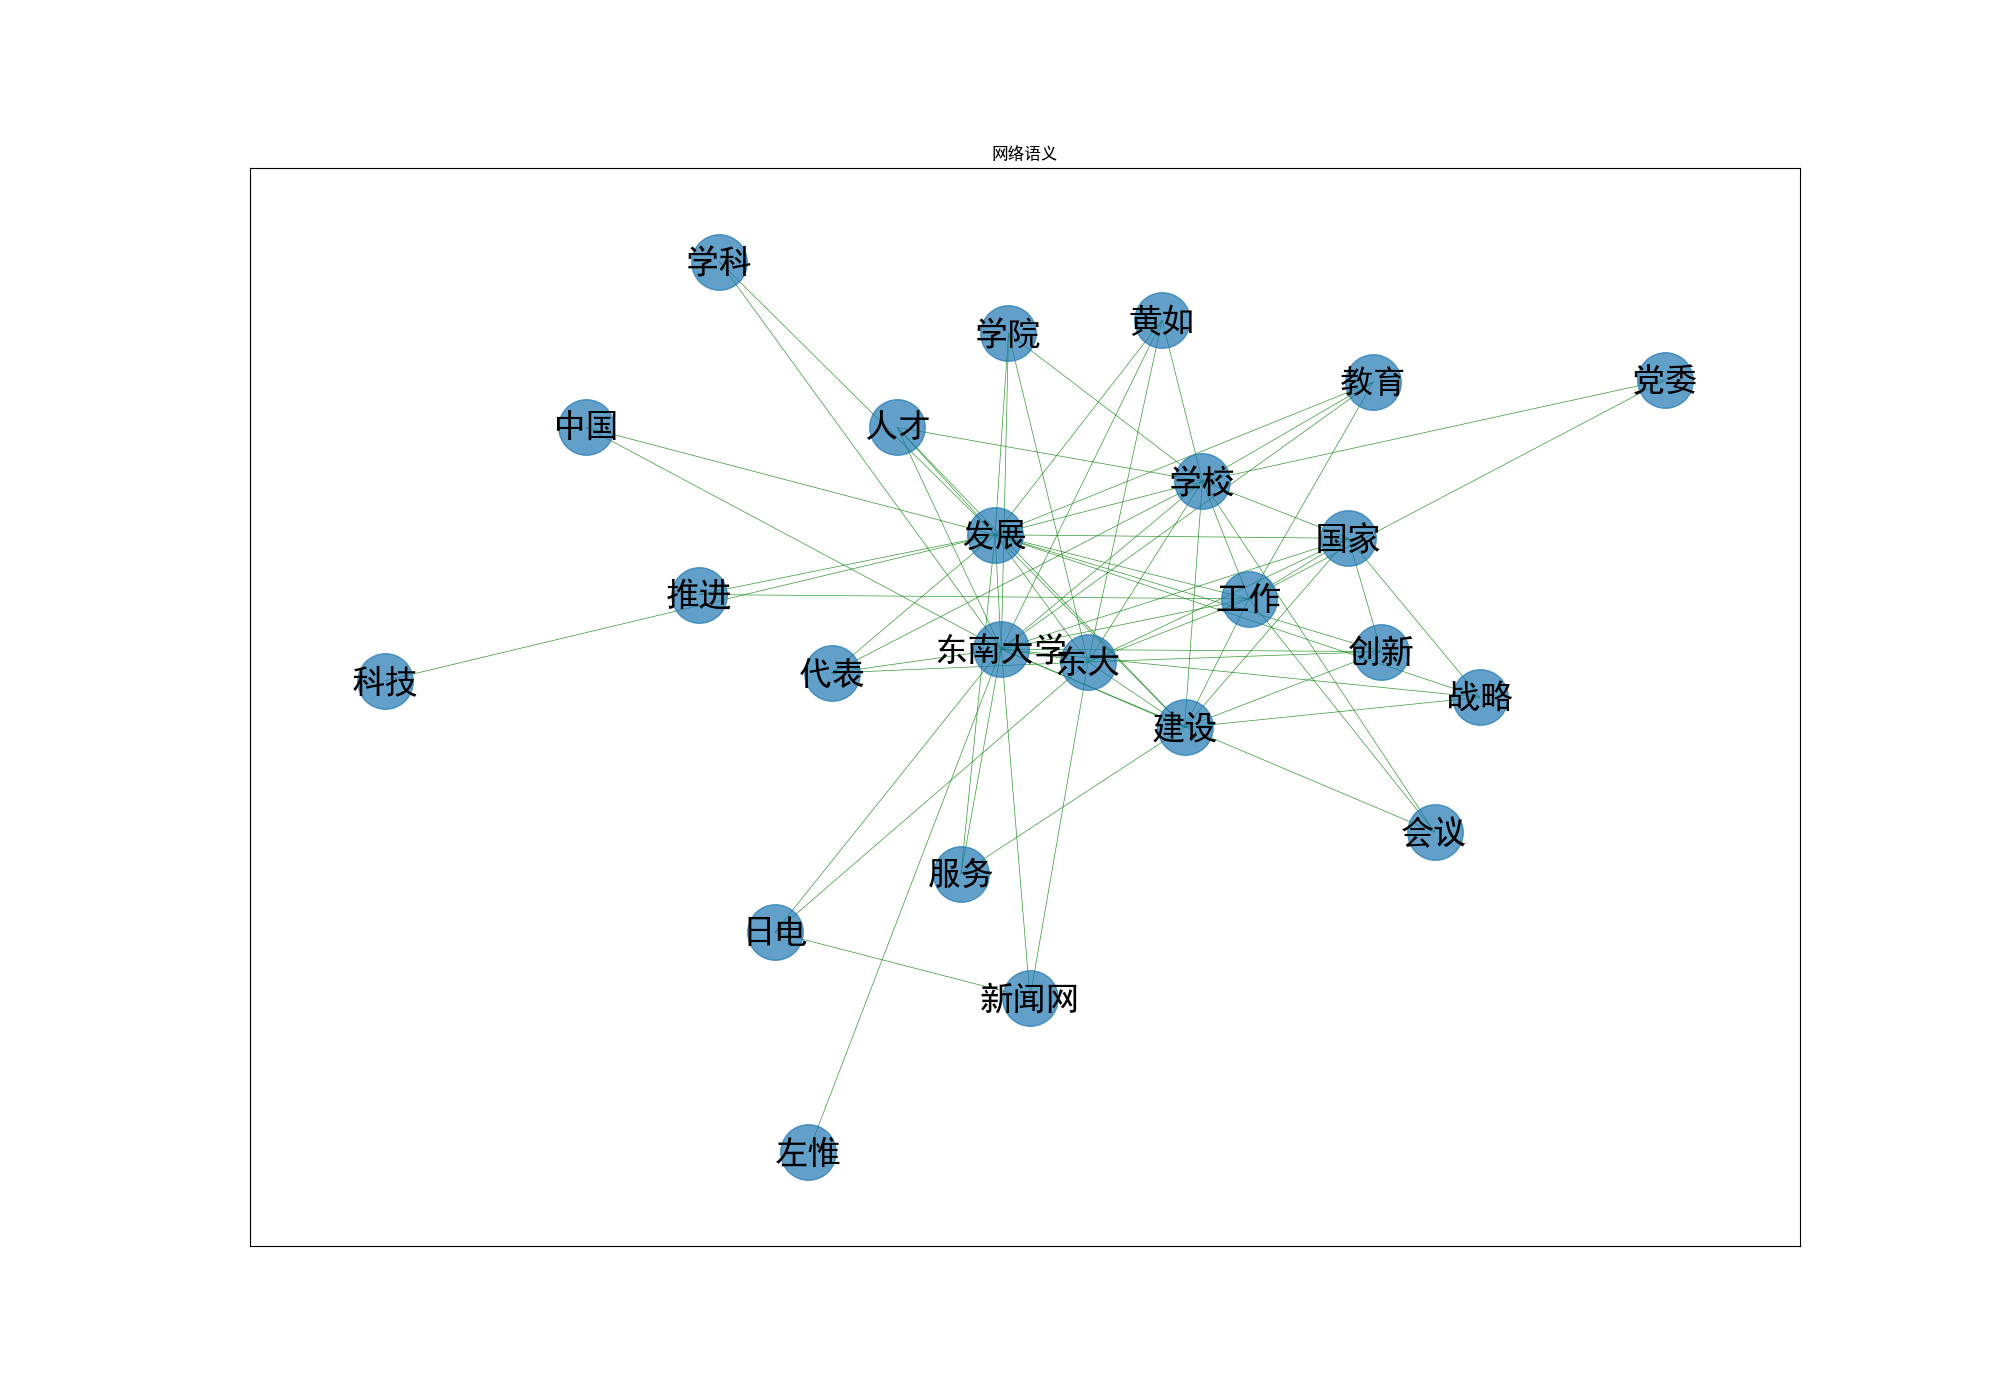 网络语义
学科
黄如
学院
党委
教育
中国
人才
学校
发展
国家
推进
工作
东南大学
创新
东大
代表
科技
战略
建设
会议
服务
日电
新闻网
左惟